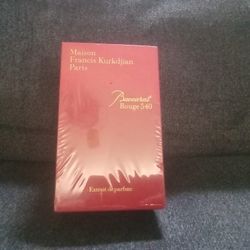 Maison
Francis Kurkdjian
Paris
Baccarat
Rouge 540
Extrait de parfum